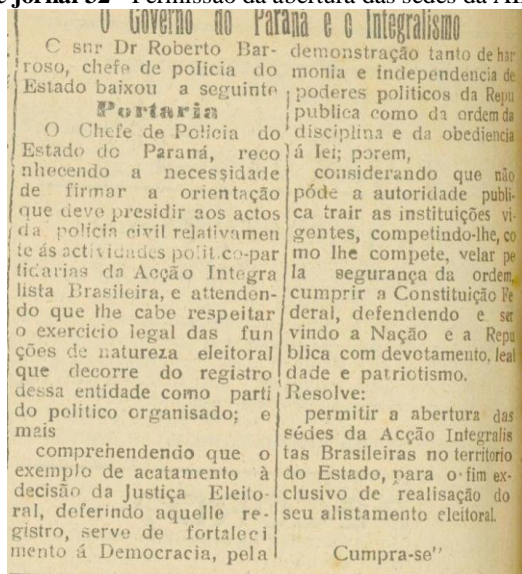 jornal 32 - Permissão da abertura das sedes da
O Governo do Paraná e o Integralismo
O snr Dr Roberto Bar-
roso, chefe de policia do
Estado baixou a seguinte
Portaria
O Chefe de Policia do
Estado do Paraná, reco
nhecendo a necessidade
de firmar a orientação
que deve presidir aos actos
da policia civil relativamen
te ás actividades polit.co-par
tidarias da Acção Integra
lista Brasileira, e attenden-
do que lhe cabe respeitar
o exercicio legal das fun
ções de natureza eleitoral
que decorre do registro
dessa entidade como parti
do politico organisado; e
mais
comprehendendo que o
exemplo de acatamento à
decisão da Justiça Eleito-
ral, deferindo aquelle re-
gistro, serve de fortaleci
mento á Democracia, pela
demonstração tanto de har
monia e independencia de
poderes politicos da Repu
publica como da ordem da
disciplina e da obediencia
á lei; porem,
considerando que não
póde a autoridade publi-
ca trair as instituições vi-
gentes, competindo-lhe, co
mo lhe compete, velar pe
la segurança da ordem,
cumprir a Constituição Fe
deral, defendendo e ser
vindo a Nação e a Repu
blica com devotamento, leal
dade e patriotismo.
Resolve:
permitir a abertura das
sédes da Acção Integralis
tas Brasileiras no territorio
do Estado, para o fim ex-
clusivo de realisação do
seu alistamento eleitoral.
Cumpra-se"